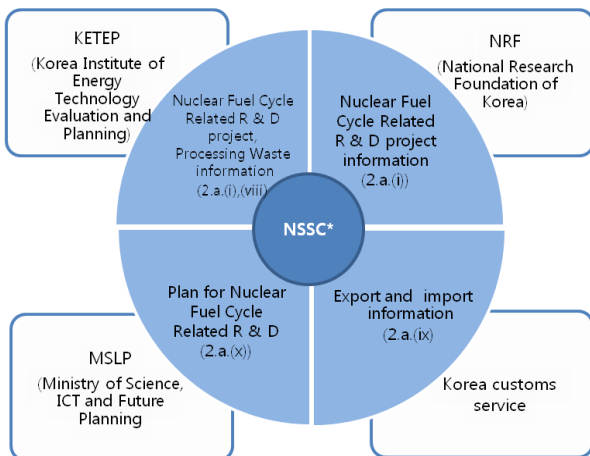 KETEP
(Korea Institute of
Energy
Technology
Evaluation and
Planning)
NRF
(National Research
Foundation of
Korea)
Nuclear Fuel Cycle
Related R & D
project,
Processing Waste
information
(2.a.(i),(viii)
Nuclear Fuel
Cycle Related
R & D project
information
(2.a.(i))
NSSC*
Plan for Nuclear
Fuel Cycle
Related R & D
(2.a.(x))
Export and import
information
(2.a.(ix)
MSLP
(Ministry of Science,
ICT and Future
Planning
Korea customs
service